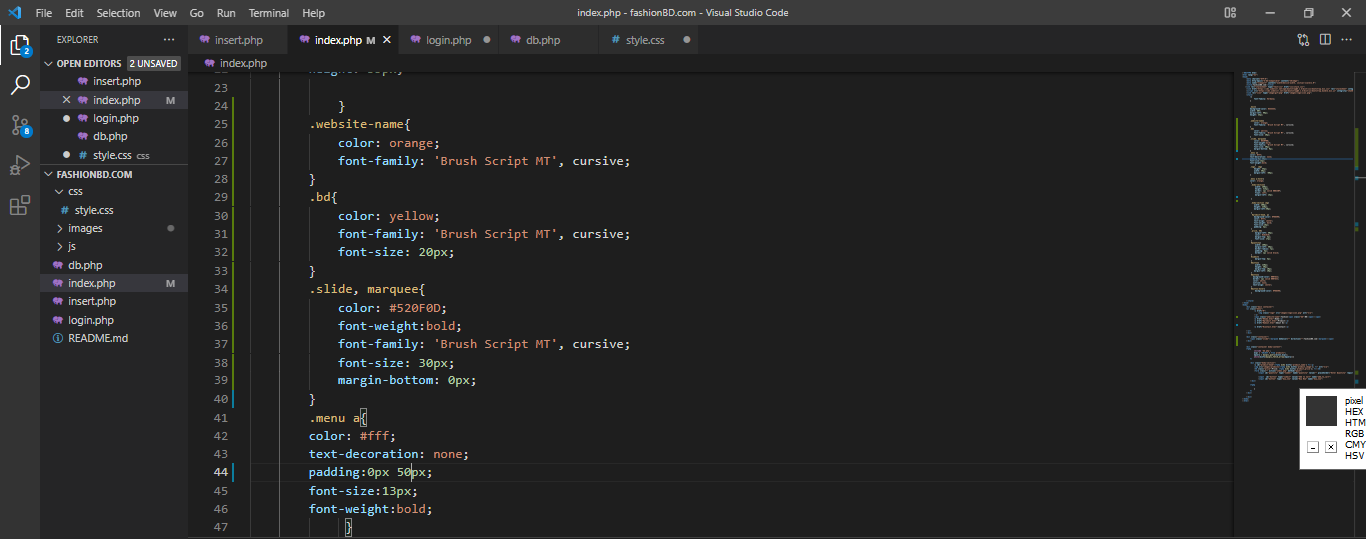 File Edit Selection View Go Run Terminal Help index.php - fashionBD.com - Visual Studio Code
EXPLORER ··· insert.php index.php M login.php db.php # style.css
OPEN EDITORS 2 UNSAVED
insert.php
index.php M
login.php
db.php
# style.css css
FASHIONBD.COM
css
# style.css
images
js
db.php
index.php M
insert.php
login.php
README.md
2
8
index.php
23
24 }
25 .website-name{
26 color: orange;
27 font-family: 'Brush Script MT', cursive;
28 }
29 .bd{
30 color: yellow;
31 font-family: 'Brush Script MT', cursive;
32 font-size: 20px;
33 }
34 .slide, marquee{
35 color: #520F0D;
36 font-weight:bold;
37 font-family: 'Brush Script MT', cursive;
38 font-size: 30px;
39 margin-bottom: 0px;
40 }
41 .menu a{
42 color: #fff;
43 text-decoration: none;
44 padding:0px 50px;
45 font-size:13px;
46 font-weight:bold;
47 }
pixel
HEX
HTM
RGB
CMY
HSV